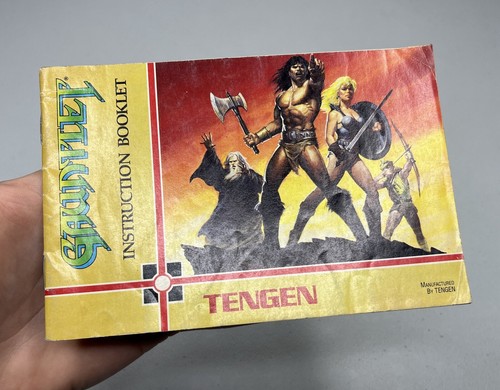 GAUNTLET®
INSTRUCTION BOOKLET
TENGEN
MANUFACTURED
BY TENGEN